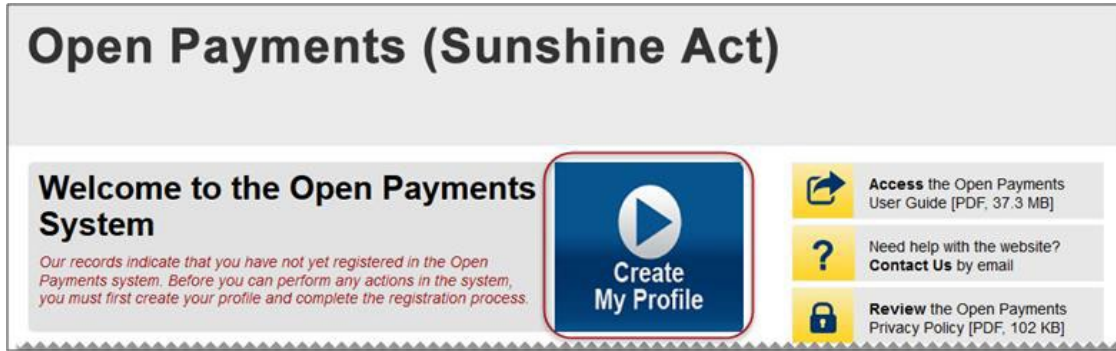 Open Payments (Sunshine Act)
Welcome to the Open Payments
System
Our records indicate that you have not yet registered in the Open
Payments system. Before you can perform any actions in the system,
you must first create your profile and complete the registration process.
Create
My Profile
Access the Open Payments
User Guide [PDF, 37.3 MB]
?
Need help with the website?
Contact Us by email
Review the Open Payments
Privacy Policy [PDF, 102 KB]